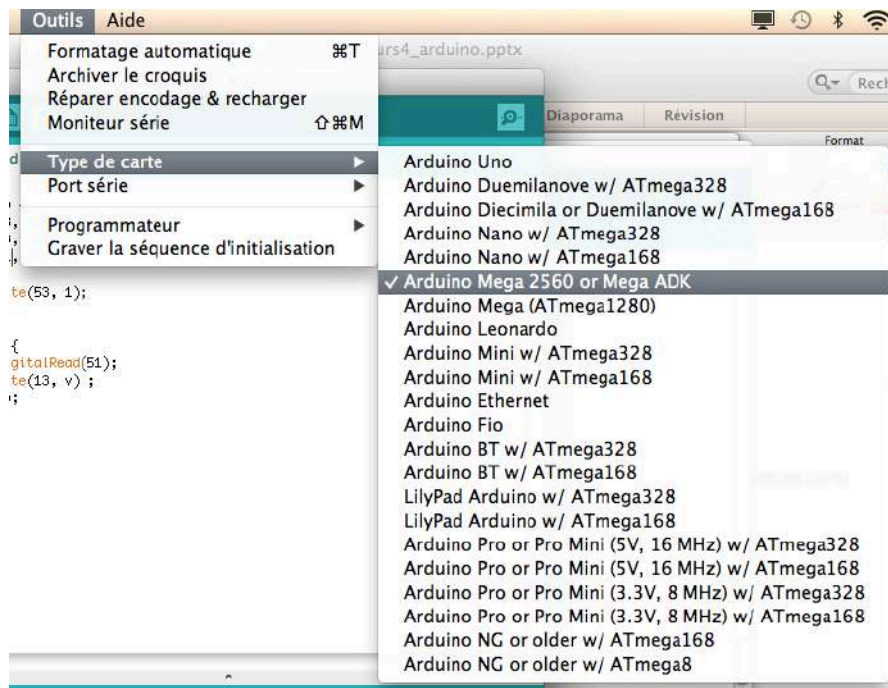 Outils Aide
Formatage automatique ⌘T
Archiver le croquis
Réparer encodage & recharger
Moniteur série ⇧⌘M
Type de carte ▶
Port série ▶
Programmateur ▶
Graver la séquence d'initialisation
urs4_arduino.pptx
Rech
Diaporama Révision
Format
Arduino Uno
Arduino Duemilanove w/ ATmega328
Arduino Diecimila or Duemilanove w/ ATmega168
Arduino Nano w/ ATmega328
Arduino Nano w/ ATmega168
✓ Arduino Mega 2560 or Mega ADK
Arduino Mega (ATmega1280)
Arduino Leonardo
Arduino Mini w/ ATmega328
Arduino Mini w/ ATmega168
Arduino Ethernet
Arduino Fio
Arduino BT w/ ATmega328
Arduino BT w/ ATmega168
LilyPad Arduino w/ ATmega328
LilyPad Arduino w/ ATmega168
Arduino Pro or Pro Mini (5V, 16 MHz) w/ ATmega328
Arduino Pro or Pro Mini (5V, 16 MHz) w/ ATmega168
Arduino Pro or Pro Mini (3.3V, 8 MHz) w/ ATmega328
Arduino Pro or Pro Mini (3.3V, 8 MHz) w/ ATmega168
Arduino NG or older w/ ATmega168
Arduino NG or older w/ ATmega8
te(53, 1);
{
gitalRead(51);
te(13, v) ;